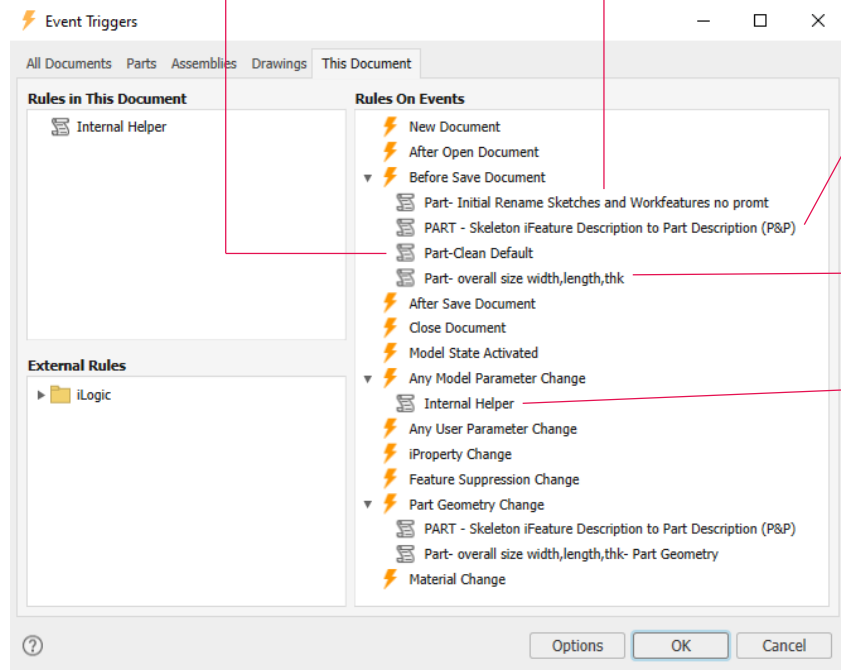 Event Triggers
All Documents Parts Assemblies Drawings This Document
Rules in This Document
Internal Helper
External Rules
iLogic
Rules On Events
New Document
After Open Document
Before Save Document
Part- Initial Rename Sketches and Workfeatures no promt
PART - Skeleton iFeature Description to Part Description (P&P)
Part-Clean Default
Part- overall size width,length,thk
After Save Document
Close Document
Model State Activated
Any Model Parameter Change
Internal Helper
Any User Parameter Change
iProperty Change
Feature Suppression Change
Part Geometry Change
PART - Skeleton iFeature Description to Part Description (P&P)
Part- overall size width,length,thk- Part Geometry
Material Change
? Options OK Cancel